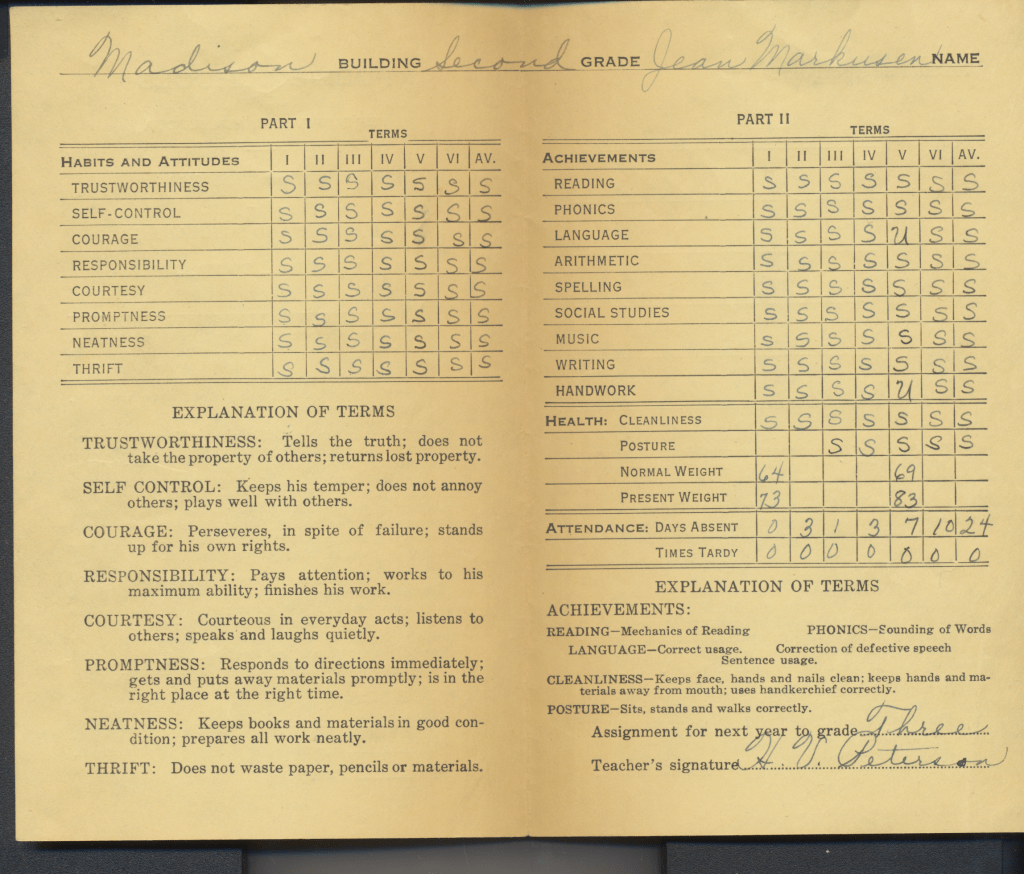 Madison BUILDING Second GRADE Jean Markusen NAME
PART I
TERMS
HABITS AND ATTITUDES I II III IV V VI AV.
TRUSTWORTHINESS S S S S S S S
SELF-CONTROL S S S S S S S
COURAGE S S S S S S S
RESPONSIBILITY S S S S S S S
COURTESY S S S S S S S
PROMPTNESS S S S S S S S
NEATNESS S S S S S S S
THRIFT S S S S S S S
EXPLANATION OF TERMS
TRUSTWORTHINESS: Tells the truth; does not
take the property of others; returns lost property.
SELF CONTROL: Keeps his temper; does not annoy
others; plays well with others.
COURAGE: Perseveres, in spite of failure; stands
up for his own rights.
RESPONSIBILITY: Pays attention; works to his
maximum ability; finishes his work.
COURTESY: Courteous in everyday acts; listens to
others; speaks and laughs quietly.
PROMPTNESS: Responds to directions immediately;
gets and puts away materials promptly; is in the
right place at the right time.
NEATNESS: Keeps books and materials in good con-
dition; prepares all work neatly.
THRIFT: Does not waste paper, pencils or materials.
PART II
TERMS
ACHIEVEMENTS I II III IV V VI AV.
READING S S S S S S S
PHONICS S S S S S S S
LANGUAGE S S S S U S S
ARITHMETIC S S S S S S S
SPELLING S S S S S S S
SOCIAL STUDIES S S S S S S S
MUSIC S S S S S S S
WRITING S S S S S S S
HANDWORK S S S S U S S
HEALTH: CLEANLINESS S S S S S S S
POSTURE S S S S S
NORMAL WEIGHT 64 69
PRESENT WEIGHT 73 83
ATTENDANCE: DAYS ABSENT 0 3 1 3 7 10 24
TIMES TARDY 0 0 0 0 0 0 0
EXPLANATION OF TERMS
ACHIEVEMENTS:
READING—Mechanics of Reading PHONICS—Sounding of Words
LANGUAGE—Correct usage. Correction of defective speech
Sentence usage.
CLEANLINESS—Keeps face, hands and nails clean; keeps hands and ma-
terials away from mouth; uses handkerchief correctly.
POSTURE—Sits, stands and walks correctly.
Assignment for next year to grade Three
Teacher's signature H. V. Peterson